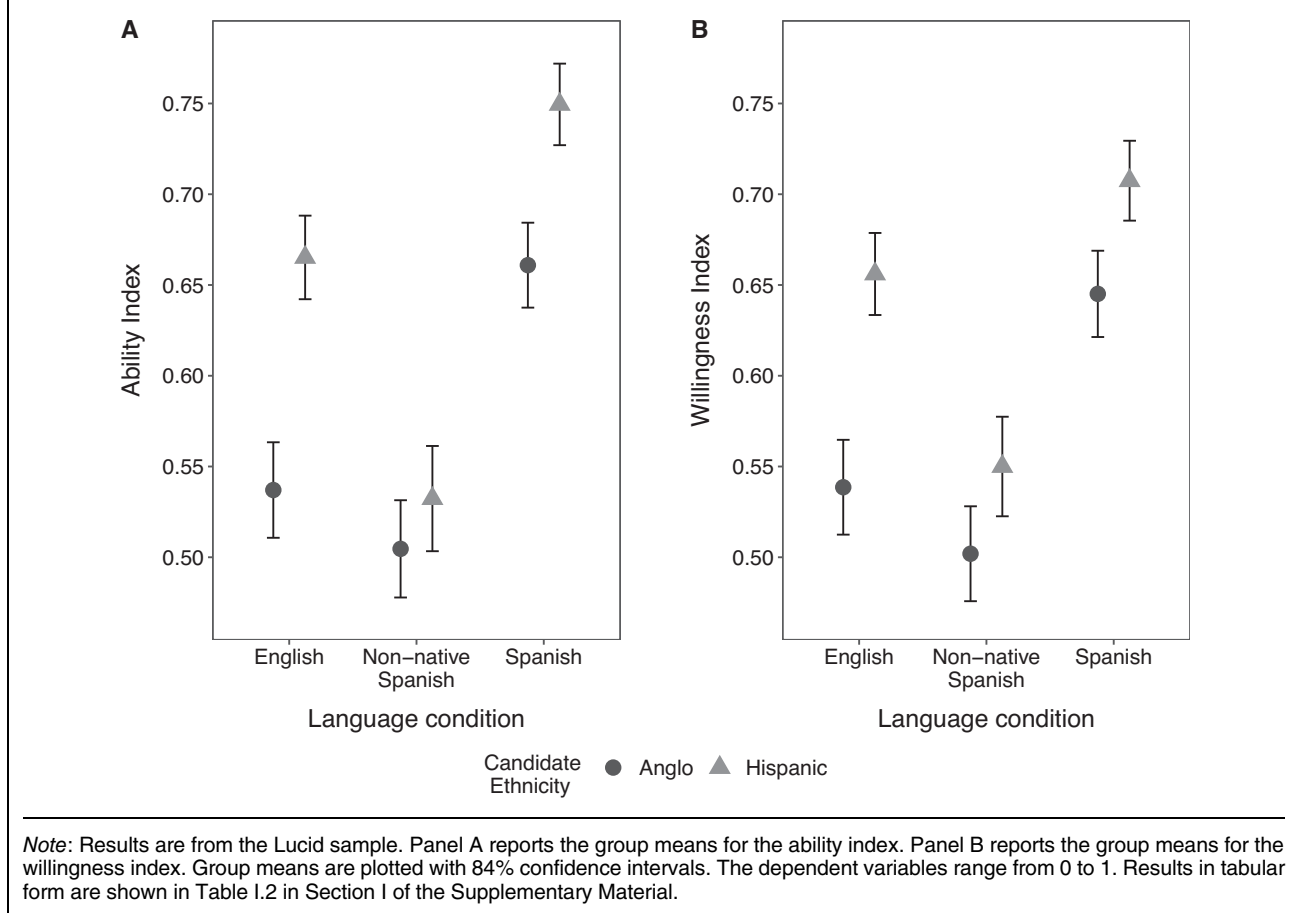 A
B
0.75
0.70
0.65
0.60
0.55
0.50
Ability Index
English
Non–native
Spanish
Spanish
Language condition
0.75
0.70
0.65
0.60
0.55
0.50
Willingness Index
English
Non–native
Spanish
Spanish
Language condition
Candidate
Ethnicity
Anglo
Hispanic
Note: Results are from the Lucid sample. Panel A reports the group means for the ability index. Panel B reports the group means for the
willingness index. Group means are plotted with 84% confidence intervals. The dependent variables range from 0 to 1. Results in tabular
form are shown in Table I.2 in Section I of the Supplementary Material.